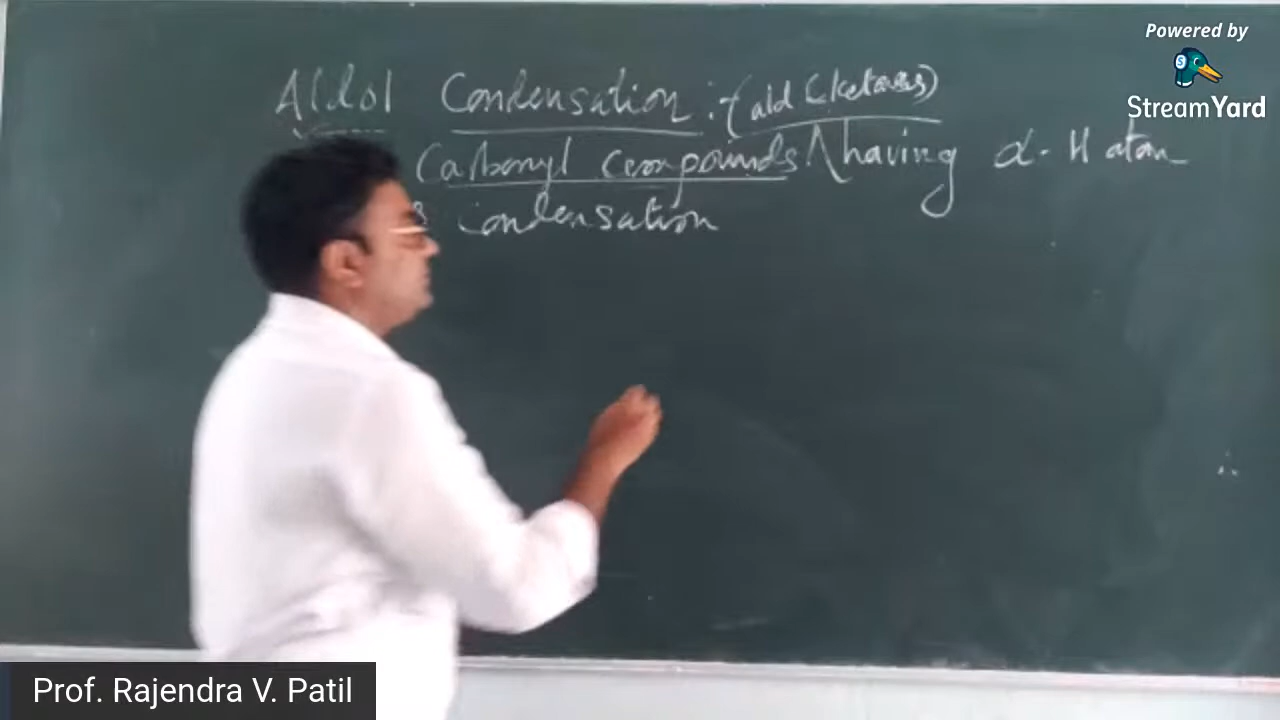 Powered by
StreamYard
Aldol Condensation :- (ald (ketones)
Carbonyl compounds having α-H atom
condensation
Prof. Rajendra V. Patil